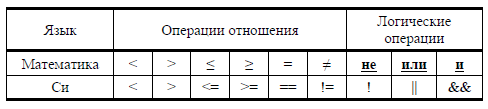 Язык Операции отношения Логические операции
Математика < > ≤ ≥ = ≠ не или и
Си < > <= >= == != ! || &&